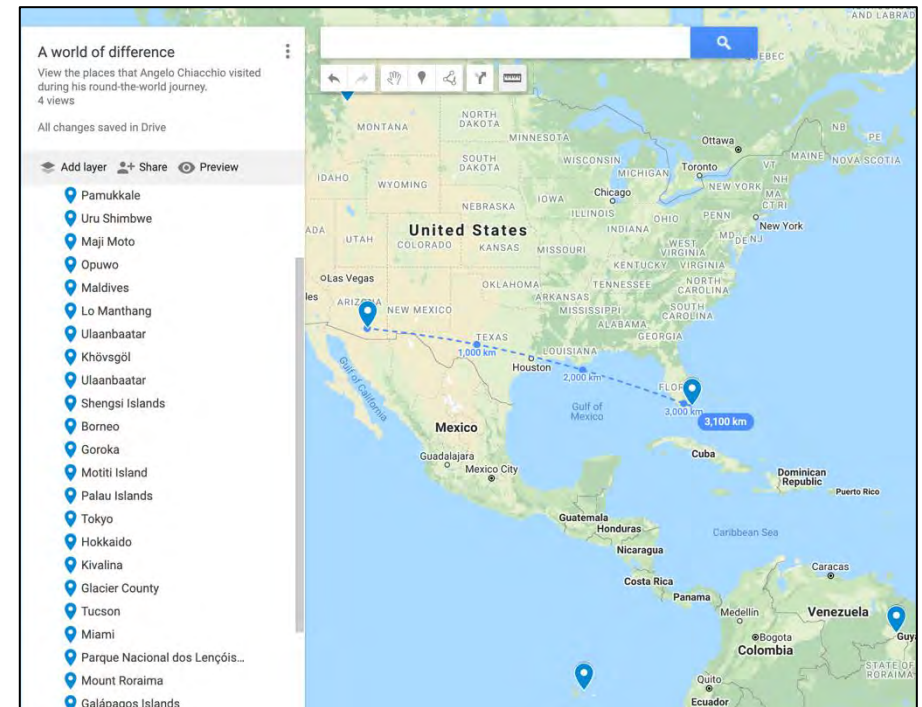 A world of difference
View the places that Angelo Chiacchio visited
during his round-the-world journey.
4 views
All changes saved in Drive
Add layer
Share
Preview
Pamukkale
Uru Shimbwe
Maji Moto
Opuwo
Maldives
Lo Manthang
Ulaanbaatar
Khövsgöl
Ulaanbaatar
Shengsi Islands
Borneo
Goroka
Motiti Island
Palau Islands
Tokyo
Hokkaido
Kivalina
Glacier County
Tucson
Miami
Parque Nacional dos Lençóis...
Mount Roraima
Galápagos Islands
AND LABRAD
UEBEC
MONTANA
NORTH
DAKOTA
MINNESOTA
Ottawa
NB
PE
MAINE
NOVA SCOTIA
SOUTH
DAKOTA
WISCONSIN
MICHIGAN
Toronto
VT
NH
IDAHO
WYOMING
NEW YORK
MA
CT RI
Chicago
IOWA
NEBRASKA
ILLINOIS
OHIO
PENN
New York
INDIANA
MD
DE NJ
United States
ADA
UTAH
COLORADO
KANSAS
MISSOURI
WEST
VIRGINIA
KENTUCKY
VIRGINIA
Las Vegas
OKLAHOMA
TENNESSEE
NORTH
CAROLINA
les
ARIZONA
NEW MEXICO
ARKANSAS
MISSISSIPPI
SOUTH
CAROLINA
ALABAMA
GEORGIA
TEXAS
1,000 km
LOUISIANA
Houston
2,000 km
FLOR
Gulf of California
Gulf of
Mexico
3,000 km
3,100 km
Mexico
Cuba
Guadalajara
Mexico City
Dominican
Republic
Puerto Rico
Guatemala
Honduras
Caribbean Sea
Nicaragua
Caracas
Costa Rica
Panama
Medellín
Venezuela
Bogota
Guy
Colombia
STATE OF
RORAIMA
Quito
Ecuador